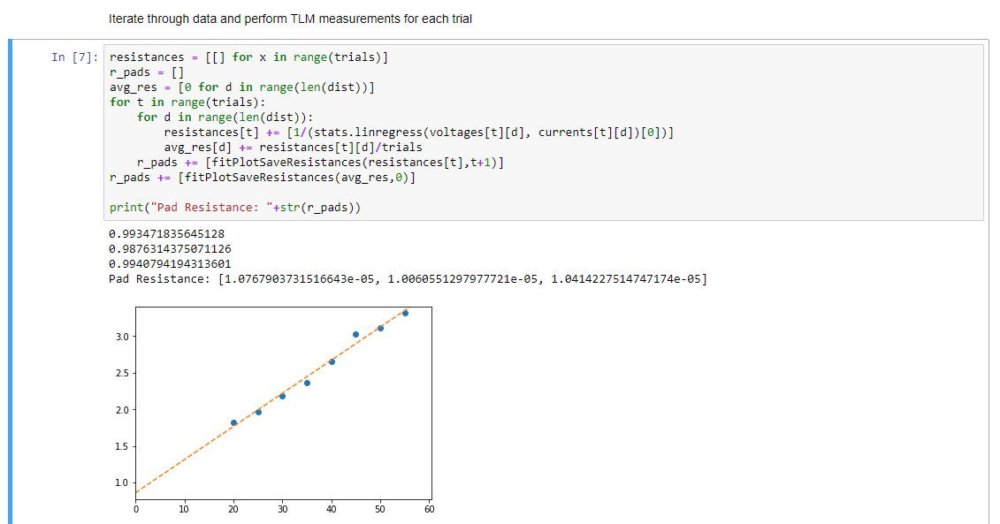 Iterate through data and perform TLM measurements for each trial
In [7]: resistances = [[] for x in range(trials)]
r_pads = []
avg_res = [0 for d in range(len(dist))]
for t in range(trials):
    for d in range(len(dist)):
        resistances[t] += [1/(stats.linregress(voltages[t][d], currents[t][d])[0])]
        avg_res[d] += resistances[t][d]/trials
    r_pads += [fitPlotSaveResistances(resistances[t],t+1)]
r_pads += [fitPlotSaveResistances(avg_res,0)]
print("Pad Resistance: "+str(r_pads))
0.993471835645128
0.9876314375071126
0.9940794194313601
Pad Resistance: [1.0767903731516643e-05, 1.0060551297977721e-05, 1.0414227514747174e-05]
3.0
2.5
2.0
1.5
1.0
0 10 20 30 40 50 60